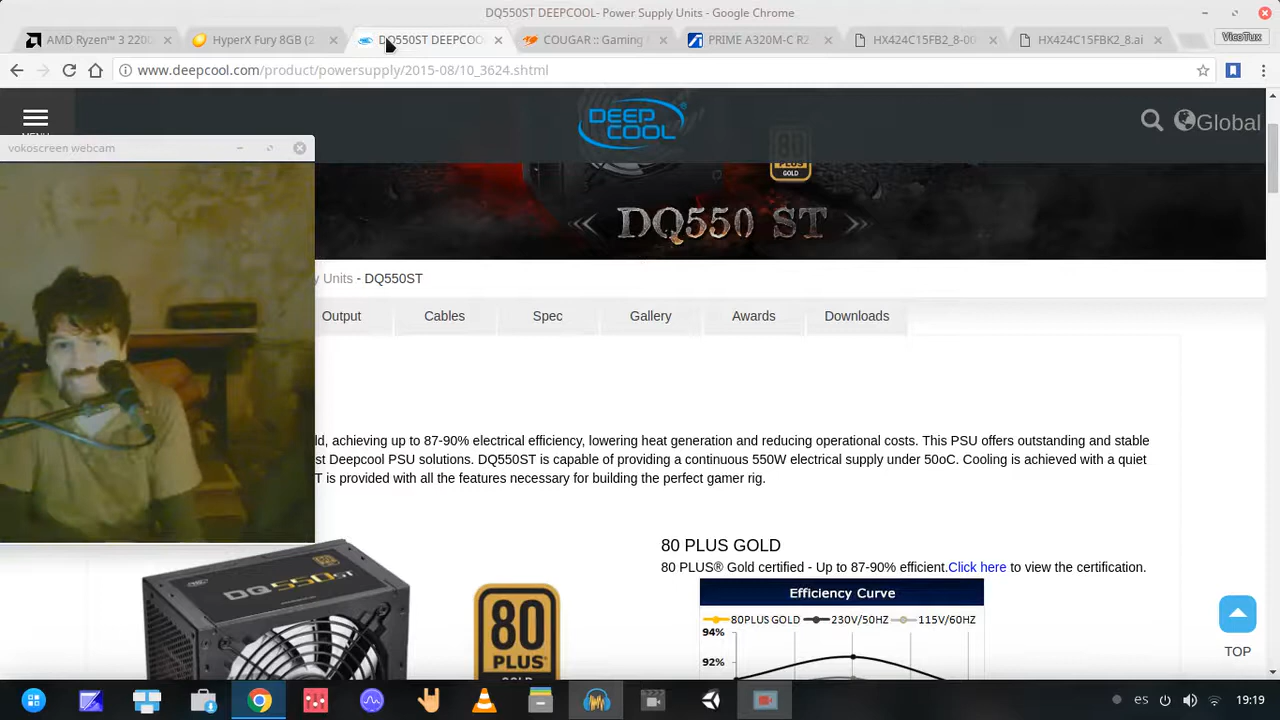 DQ550ST DEEPCOOL- Power Supply Units - Google Chrome
AMD Ryzen™ 3 2200
HyperX Fury 8GB (2
DQ550ST DEEPCOO
COUGAR :: Gaming
PRIME A320M-C R2
HX424C15FB2_8-00
HX424C15FBK2_8.ai
VicoTux
www.deepcool.com/product/powersupply/2015-08/10_3624.shtml
MENU
DEEP
COOL
Global
80
PLUS
GOLD
DQ550 ST
vokoscreen webcam
y Units - DQ550ST
Output
Cables
Spec
Gallery
Awards
Downloads
ld, achieving up to 87-90% electrical efficiency, lowering heat generation and reducing operational costs. This PSU offers outstanding and stable
st Deepcool PSU solutions. DQ550ST is capable of providing a continuous 550W electrical supply under 50oC. Cooling is achieved with a quiet
T is provided with all the features necessary for building the perfect gamer rig.
80 PLUS GOLD
80 PLUS® Gold certified - Up to 87-90% efficient.Click here to view the certification.
DQ550ST
80
PLUS
GOLD
Efficiency Curve
80PLUS GOLD
230V/50HZ
115V/60HZ
94%
92%
TOP
es
19:19